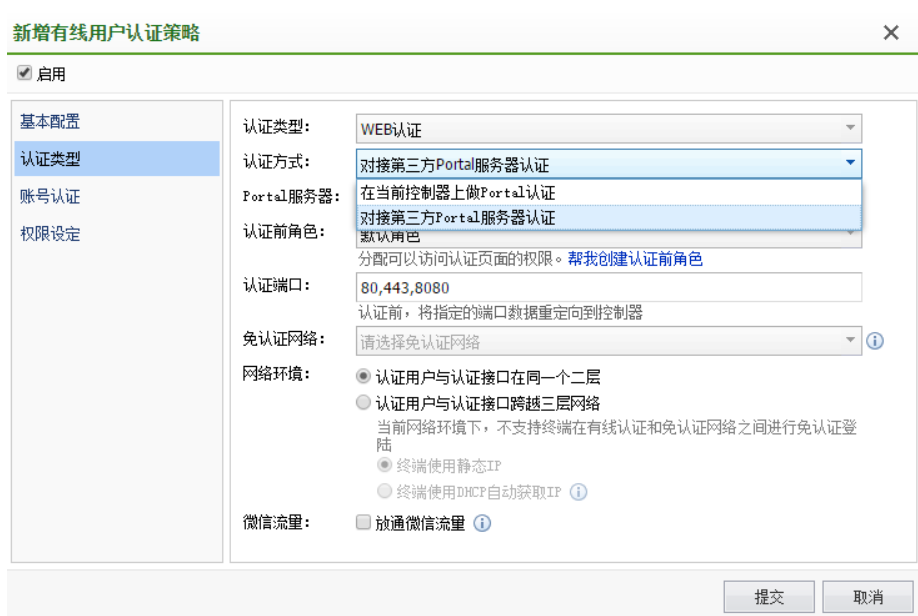 新增有线用户认证策略
启用
基本配置
认证类型
账号认证
权限设定
认证类型：
WEB认证
认证方式：
对接第三方Portal服务器认证
Portal服务器：
在当前控制器上做Portal认证
对接第三方Portal服务器认证
认证前角色：
默认角色
分配可以访问认证页面的权限。帮我创建认证前角色
认证端口：
80,443,8080
认证前，将指定的端口数据重定向到控制器
免认证网络：
请选择免认证网络
网络环境：
认证用户与认证接口在同一个二层
认证用户与认证接口跨越三层网络
当前网络环境下，不支持终端在有线认证和免认证网络之间进行免认证登
陆
终端使用静态IP
终端使用DHCP自动获取IP
微信流量：
放通微信流量
提交
取消